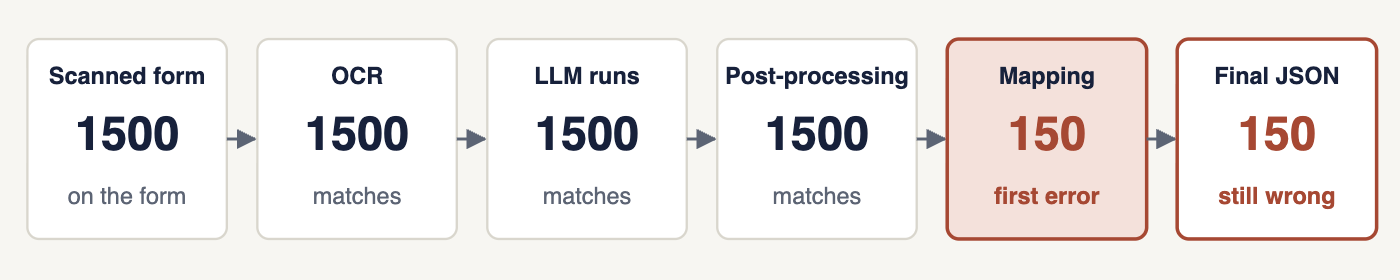 Scanned form
1500
on the form
OCR
1500
matches
LLM runs
1500
matches
Post-processing
1500
matches
Mapping
150
first error
Final JSON
150
still wrong